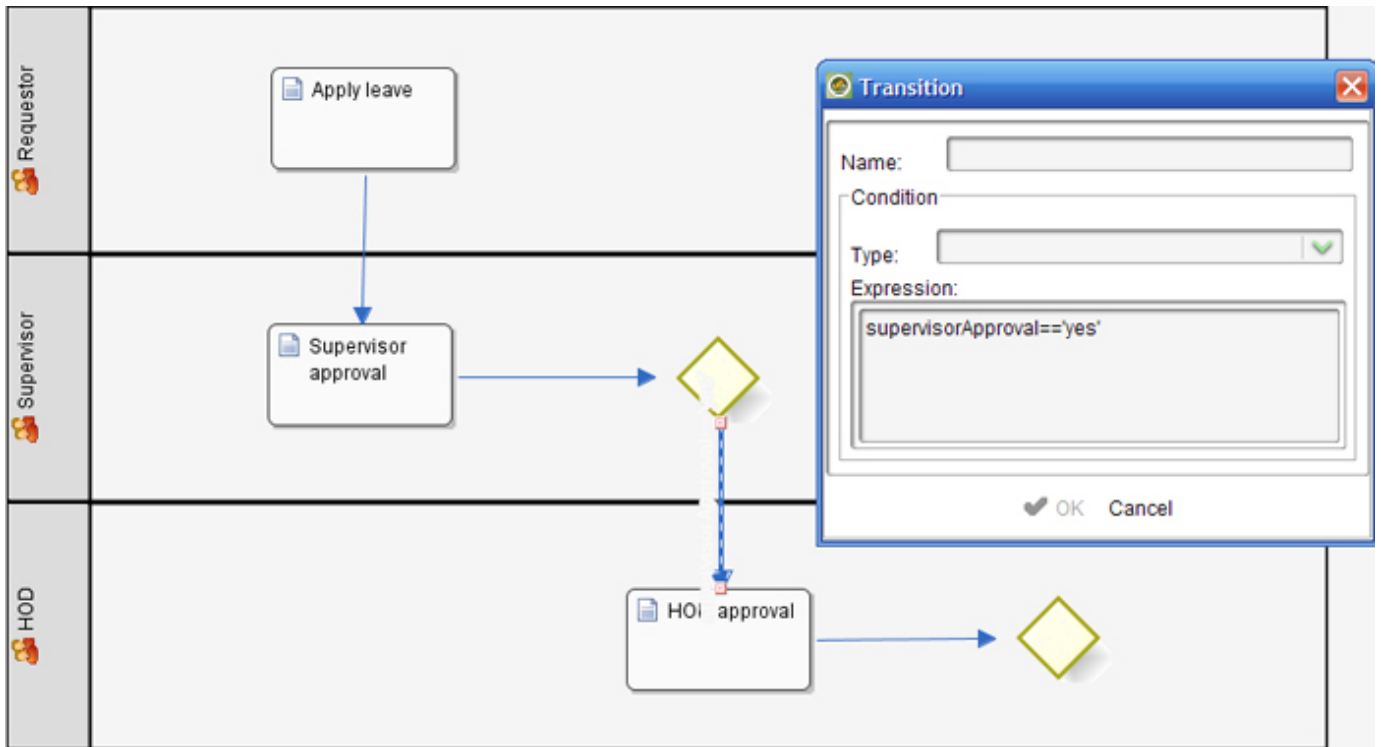 Requestor
Apply leave
Supervisor
Supervisor
approval
HOD
approval
Transition
Name:
Condition
Type:
Expression:
supervisorApproval=='yes'
OK Cancel